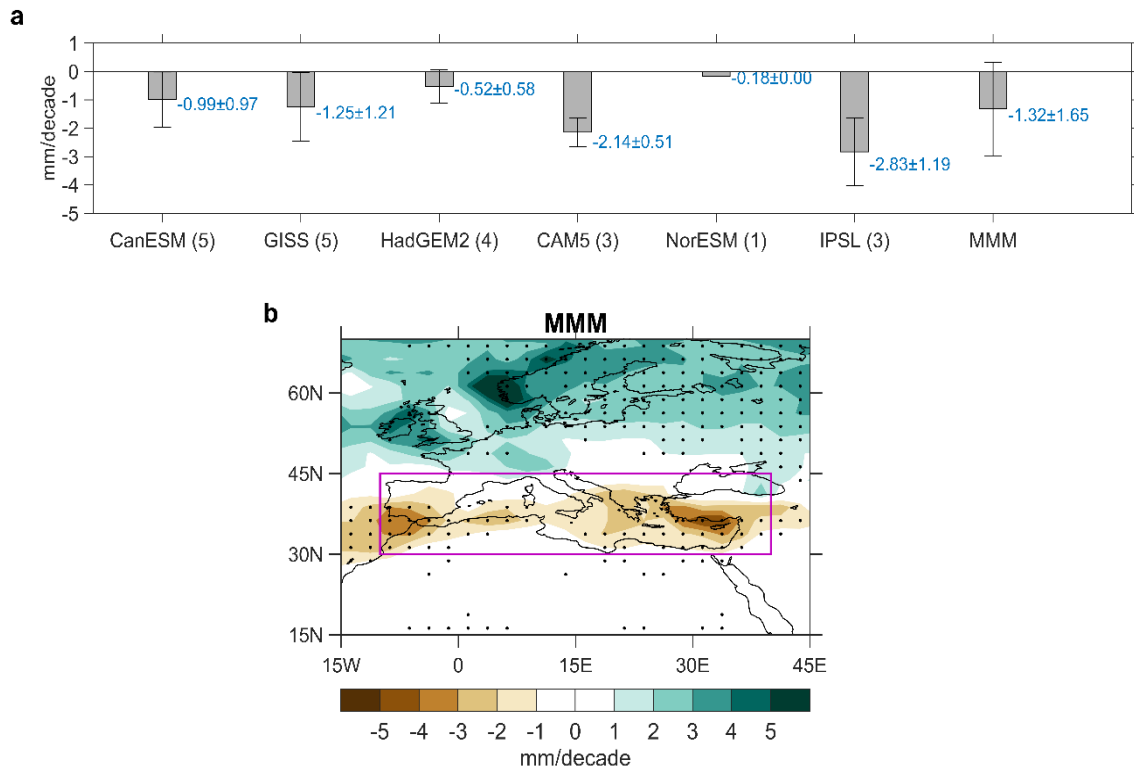 a
1
0
-1
-2
-3
-4
-5
mm/decade
-0.99±0.97
-1.25±1.21
-0.52±0.58
-2.14±0.51
-0.18±0.00
-2.83±1.19
-1.32±1.65
CanESM (5) GISS (5) HadGEM2 (4) CAM5 (3) NorESM (1) IPSL (3) MMM
b
MMM
60N
45N
30N
15N
15W 0 15E 30E 45E
-5 -4 -3 -2 -1 0 1 2 3 4 5
mm/decade